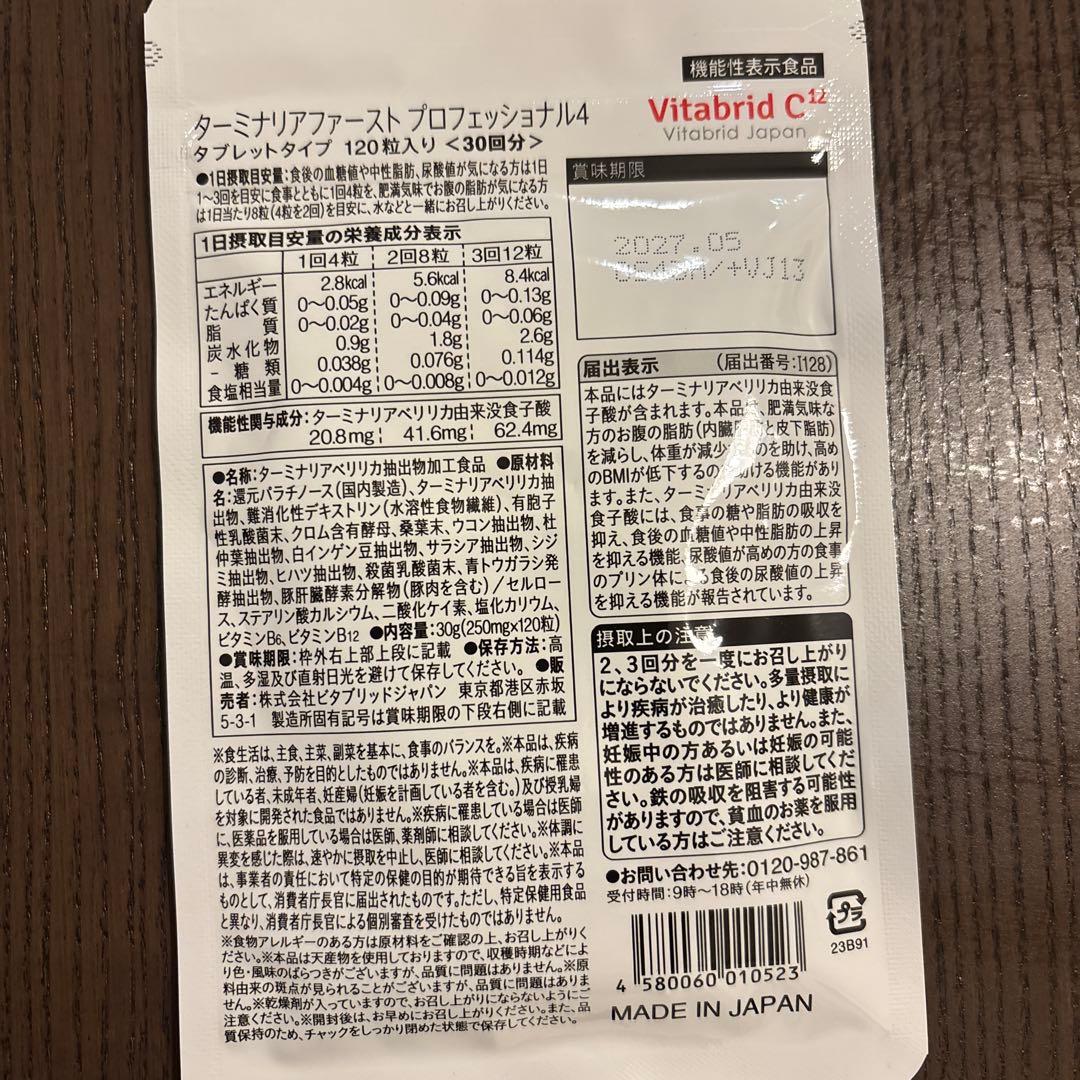 機能性表示食品
Vitabrid C¹²
Vitabrid Japan
ターミナリアファースト プロフェッショナル4
タブレットタイプ 120粒入り <30回分>
●1日摂取目安量:食後の血糖値や中性脂肪、尿酸値が気になる方は1日
1~3回を目安に食事とともに1回4粒を、肥満気味でお腹の脂肪が気になる方
は1日当たり8粒(4粒を2回)を目安に、水などと一緒にお召し上がりください。
賞味期限
2027.05
/+VJ13
1日摂取目安量の栄養成分表示
1回4粒 2回8粒 3回12粒
エネルギー 2.8kcal 5.6kcal 8.4kcal
たんぱく質 0~0.05g 0~0.09g 0~0.13g
脂質 0~0.02g 0~0.04g 0~0.06g
炭水化物 0.9g 1.8g 2.6g
- 糖類 0.038g 0.076g 0.114g
食塩相当量 0~0.004g 0~0.008g 0~0.012g
機能性関与成分:ターミナリアベリリカ由来没食子酸
20.8mg 41.6mg 62.4mg
●名称:ターミナリアベリリカ抽出物加工食品 ●原材料
名:還元パラチノース(国内製造)、ターミナリアベリリカ抽
出物、難消化性デキストリン(水溶性食物繊維)、有胞子
性乳酸菌末、クロム含有酵母、桑葉末、ウコン抽出物、杜
仲葉抽出物、白インゲン豆抽出物、サラシア抽出物、シジ
ミ抽出物、ヒハツ抽出物、殺菌乳酸菌末、青トウガラシ発
酵抽出物、豚肝臓酵素分解物(豚肉を含む)/セルロー
ス、ステアリン酸カルシウム、二酸化ケイ素、塩化カリウム、
ビタミンB6、ビタミンB12 ●内容量:30g(250mg×120粒)
●賞味期限:枠外右上部上段に記載 ●保存方法:高
温、多湿及び直射日光を避けて保存してください。 ●販
売者:株式会社ビタブリッドジャパン 東京都港区赤坂
5-3-1 製造所固有記号は賞味期限の下段右側に記載
※食生活は、主食、主菜、副菜を基本に、食事のバランスを。※本品は、疾病
の診断、治療、予防を目的としたものではありません。※本品は、疾病に罹患
している者、未成年者、妊産婦(妊娠を計画している者を含む。)及び授乳婦
を対象に開発された食品ではありません。※疾病に罹患している場合は医師
に、医薬品を服用している場合は医師、薬剤師に相談してください。※体調に
異変を感じた際は、速やかに摂取を中止し、医師に相談してください。※本品
は、事業者の責任において特定の保健の目的が期待できる旨を表示する
ものとして、消費者庁長官に届出されたものです。ただし、特定保健用食品
と異なり、消費者庁長官による個別審査を受けたものではありません。
※食物アレルギーのある方は原材料をご確認の上、お召し上がりくだ
ださい。※本品は天産物を使用しておりますので、収穫時期などによ
り色・風味のばらつきがございますが、品質に問題はありません。※原
料由来の斑点が見られることがございますが、品質に問題はありま
せん。※乾燥剤が入っていますので、お召し上がりにならないようにご
注意ください。※開封後は、お早めにお召し上がりください。また、品
質保持のため、チャックをしっかり閉めた状態で保存してください。
届出表示 (届出番号:I128)
本品にはターミナリアベリリカ由来没食
子酸が含まれます。本品は、肥満気味な
方のお腹の脂肪(内臓脂肪と皮下脂肪)
を減らし、体重が減少するのを助け、高め
のBMIが低下するのを助ける機能があり
ます。また、ターミナリアベリリカ由来没
食子酸には、食事の糖や脂肪の吸収を
抑え、食後の血糖値や中性脂肪の上昇
を抑える機能、尿酸値が高めの方の食事
のプリン体による食後の尿酸値の上昇
を抑える機能が報告されています。
摂取上の注意
2、3回分を一度にお召し上がり
にならないでください。多量摂取に
より疾病が治癒したり、より健康が
増進するものではありません。また、
妊娠中の方あるいは妊娠の可能
性のある方は医師に相談してくだ
さい。鉄の吸収を阻害する可能性
がありますので、貧血のお薬を服用
している方はご注意ください。
●お問い合わせ先:0120-987-861
受付時間:9時~18時(年中無休)
プラ
23B91
4 580060 010523
MADE IN JAPAN